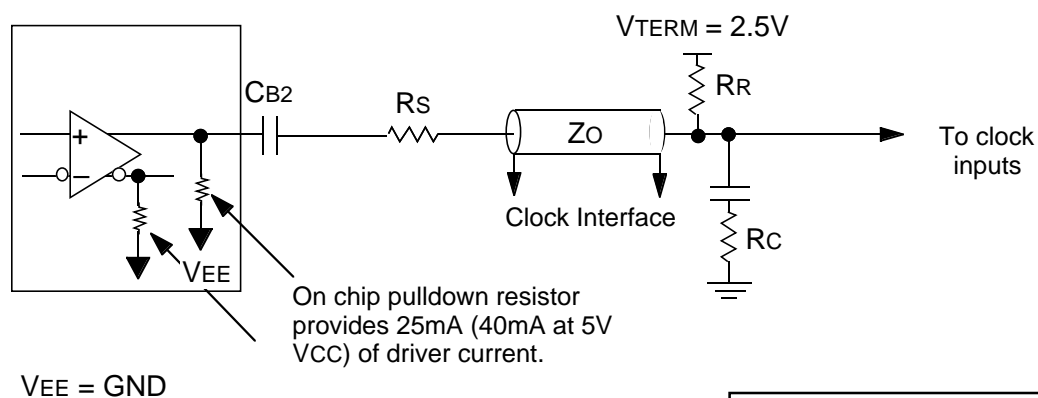 VTERM = 2.5V
CB2
RS
RR
+
ZO
To clock
inputs
−
Clock Interface
RC
VEE
On chip pulldown resistor
provides 25mA (40mA at 5V
VCC) of driver current.
VEE = GND